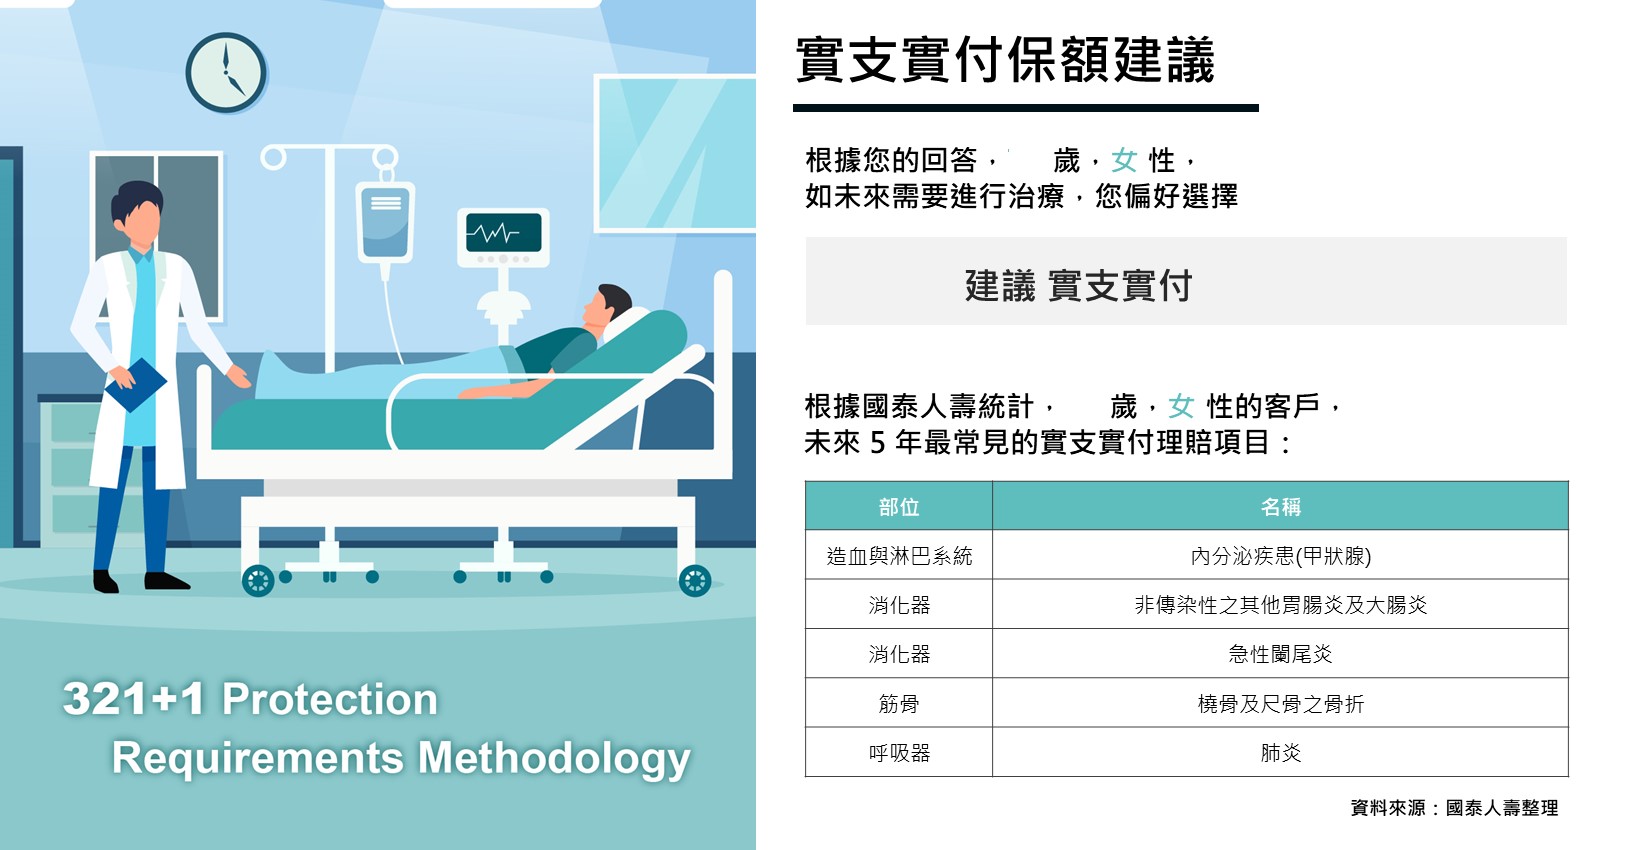 321+1 Protection
Requirements Methodology
實支實付保額建議
根據您的回答， 歲，女 性，
如未來需要進行治療，您偏好選擇
建議 實支實付
根據國泰人壽統計， 歲，女 性的客戶，
未來 5 年最常見的實支實付理賠項目：
部位 名稱
造血與淋巴系統 內分泌疾患(甲狀腺)
消化器 非傳染性之其他胃腸炎及大腸炎
消化器 急性闌尾炎
筋骨 橈骨及尺骨之骨折
呼吸器 肺炎
資料來源：國泰人壽整理